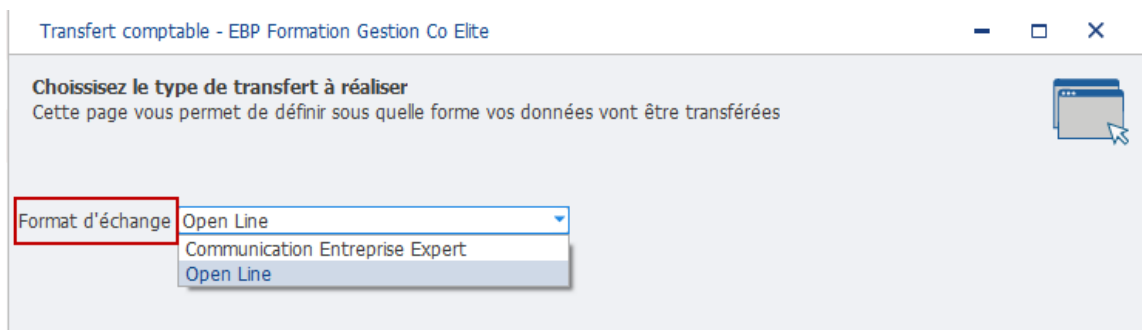 Transfert comptable - EBP Formation Gestion Co Elite
Choissisez le type de transfert à réaliser
Cette page vous permet de définir sous quelle forme vos données vont être transférées
Format d'échange Open Line
Communication Entreprise Expert
Open Line